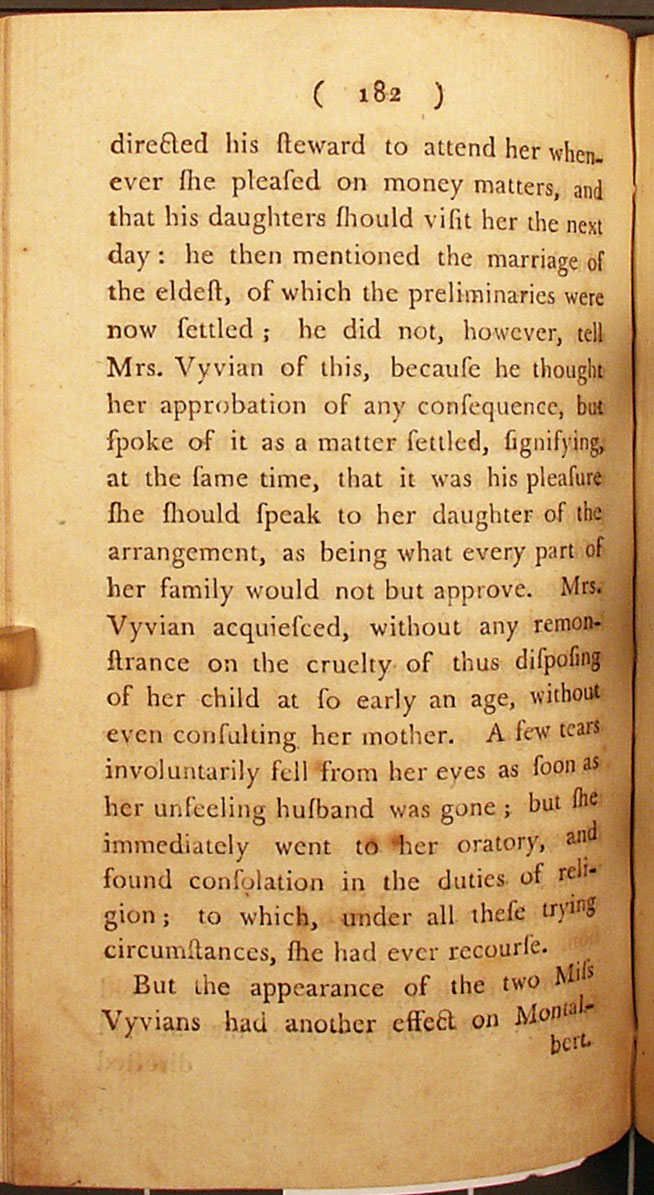 ( 182 )
directed his ſteward to attend her when-
ever ſhe pleaſed on money matters, and
that his daughters ſhould viſit her the next
day : he then mentioned the marriage of
the eldeſt, of which the preliminaries were
now ſettled ; he did not, however, tell
Mrs. Vyvian of this, becauſe he thought
her approbation of any conſequence, but
ſpoke of it as a matter ſettled, ſignifying,
at the ſame time, that it was his pleaſure
ſhe ſhould ſpeak to her daughter of the
arrangement, as being what every part of
her family would not but approve. Mrs.
Vyvian acquieſced, without any remon-
ſtrance on the cruelty of thus diſpoſing
of her child at ſo early an age, without
even conſulting her mother. A few tears
involuntarily fell from her eyes as ſoon as
her unfeeling huſband was gone ; but ſhe
immediately went to her oratory, and
found conſolation in the duties of reli-
gion ; to which, under all theſe trying
circumſtances, ſhe had ever recourſe.
But the appearance of the two Miſs
Vyvians had another effect on Montal-
bert.